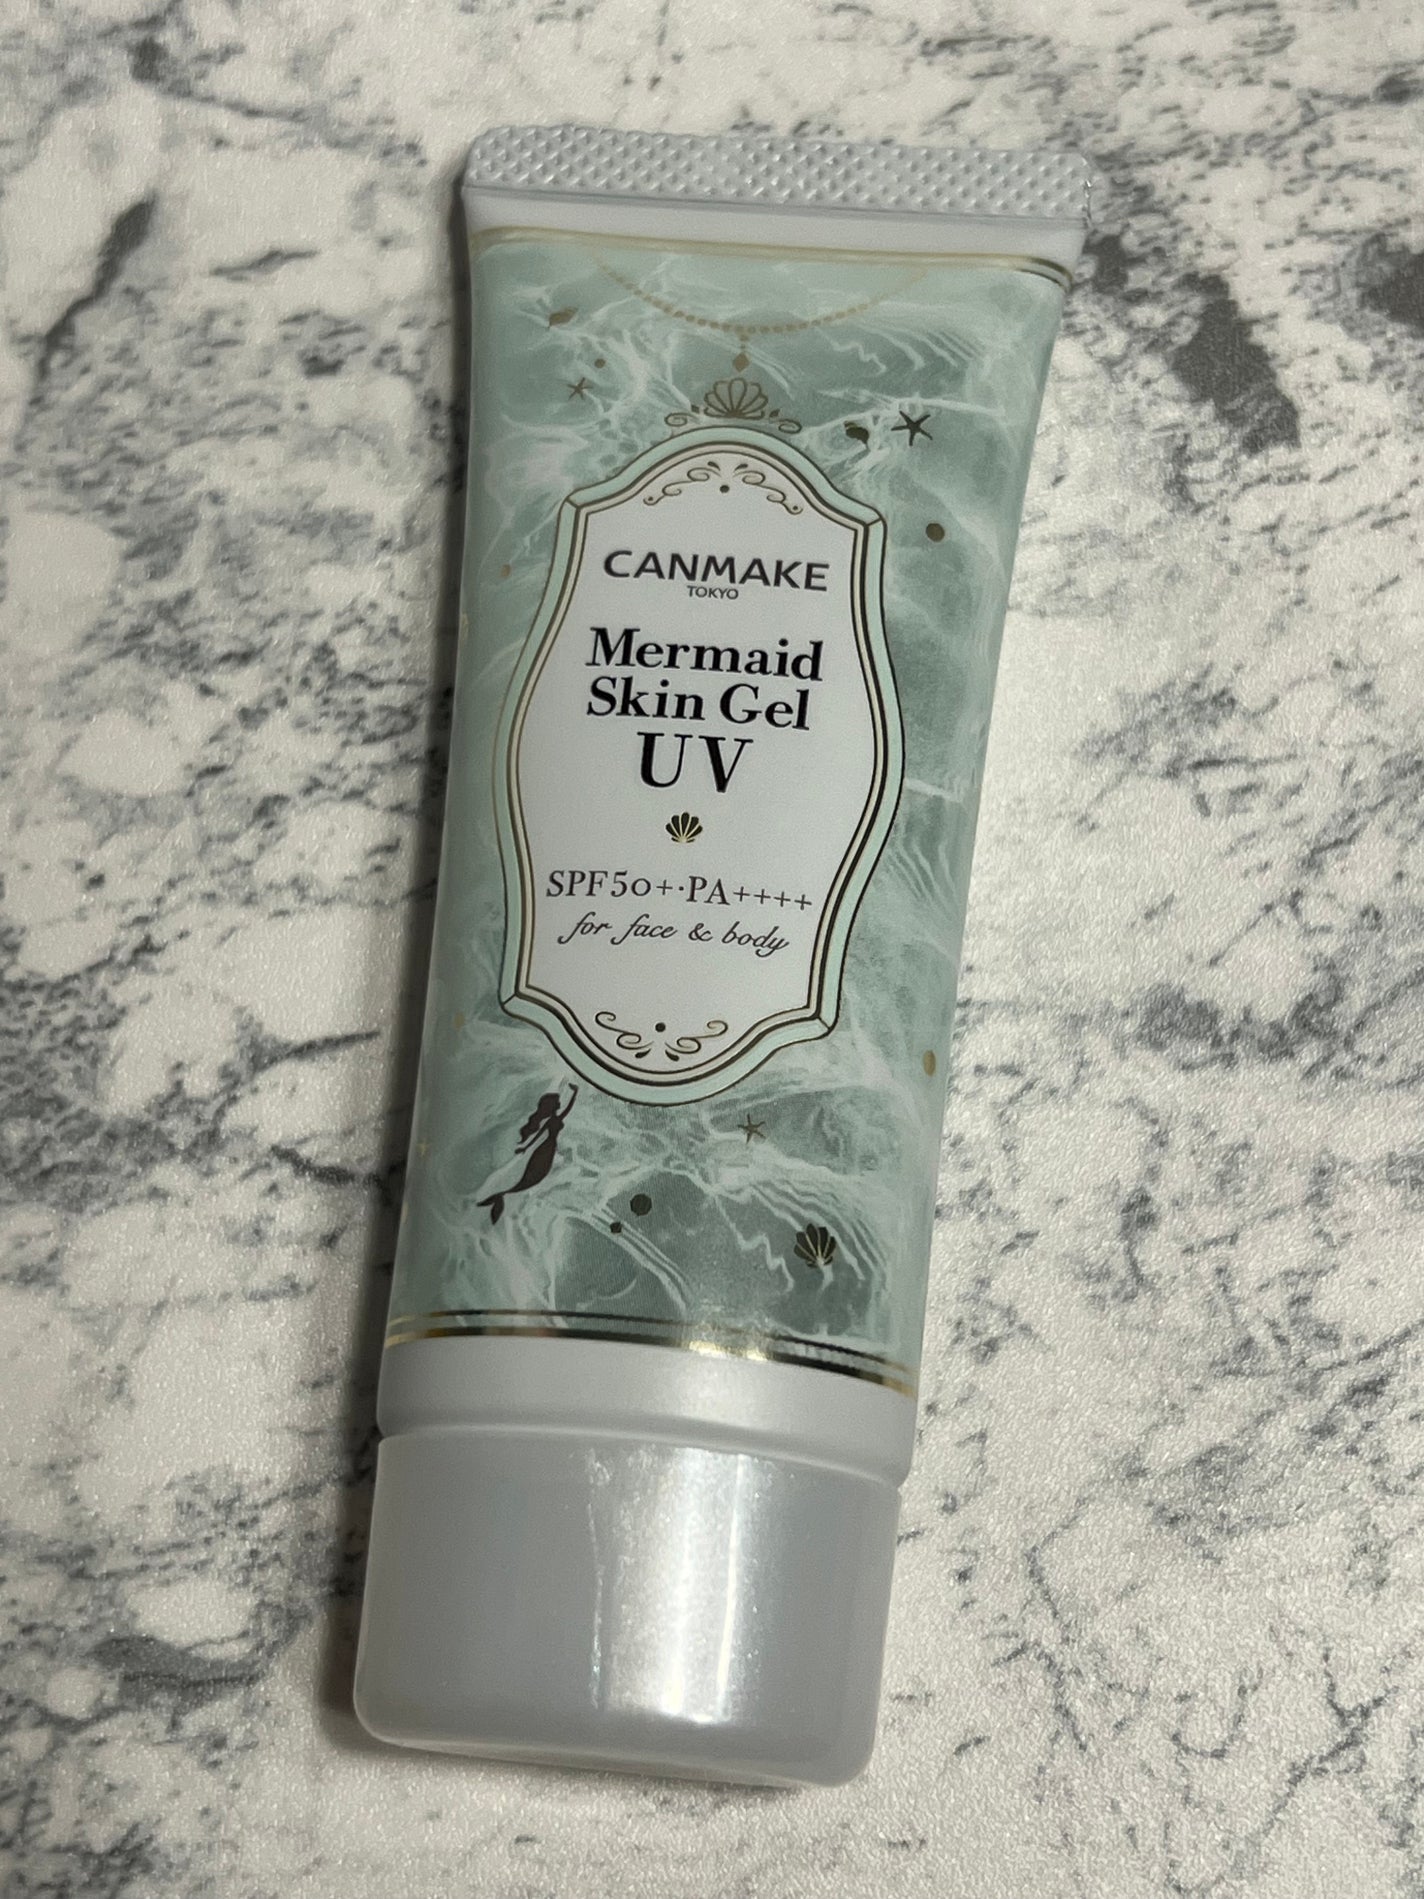 CANMAKE
TOKYO
Mermaid
Skin Gel
UV
SPF50+·PA++++
for face & body